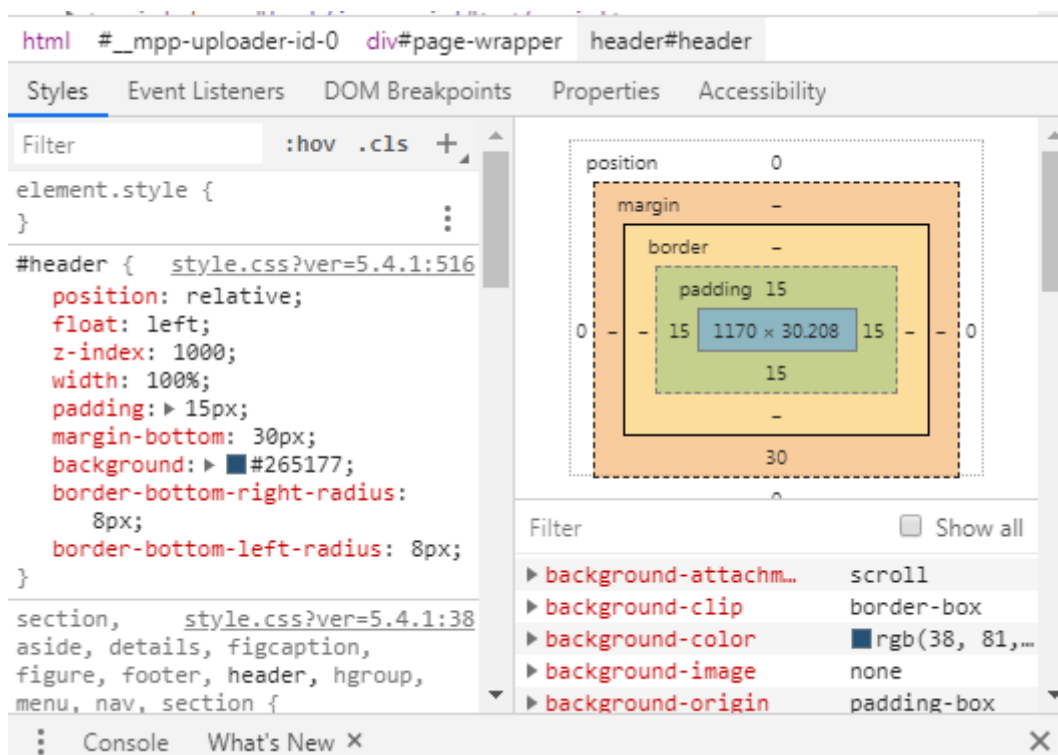 html #__mpp-uploader-id-0 div#page-wrapper header#header
Styles Event Listeners DOM Breakpoints Properties Accessibility
Filter :hov .cls +
element.style {
}
#header { style.css?ver=5.4.1:516
position: relative;
float: left;
z-index: 1000;
width: 100%;
padding: 15px;
margin-bottom: 30px;
background: #265177;
border-bottom-right-radius:
8px;
border-bottom-left-radius: 8px;
}
section, style.css?ver=5.4.1:38
aside, details, figcaption,
figure, footer, header, hgroup,
menu, nav, section {
position 0
margin –
border –
padding 15
0 – – 15 1170 × 30.208 15 – – 0
15
–
30
Filter Show all
background-attachm… scroll
background-clip border-box
background-color rgb(38, 81,…
background-image none
background-origin padding-box
Console What's New ×